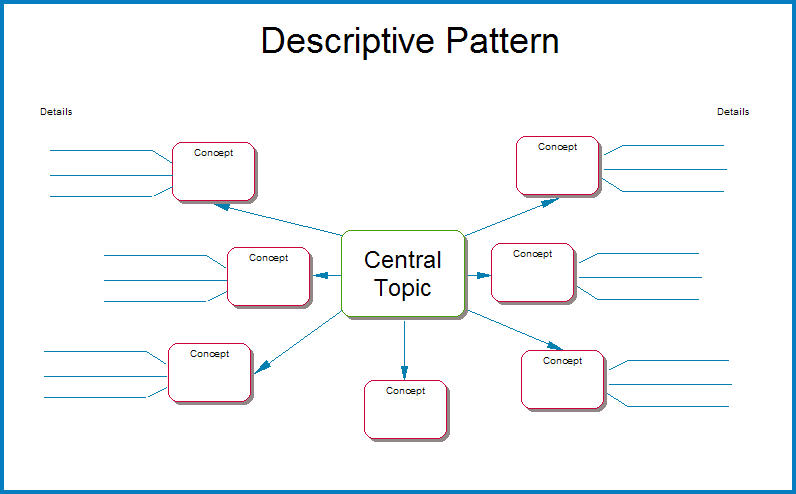 Descriptive Pattern
Details
Details
Concept
Concept
Central
Topic
Concept
Concept
Concept
Concept
Concept